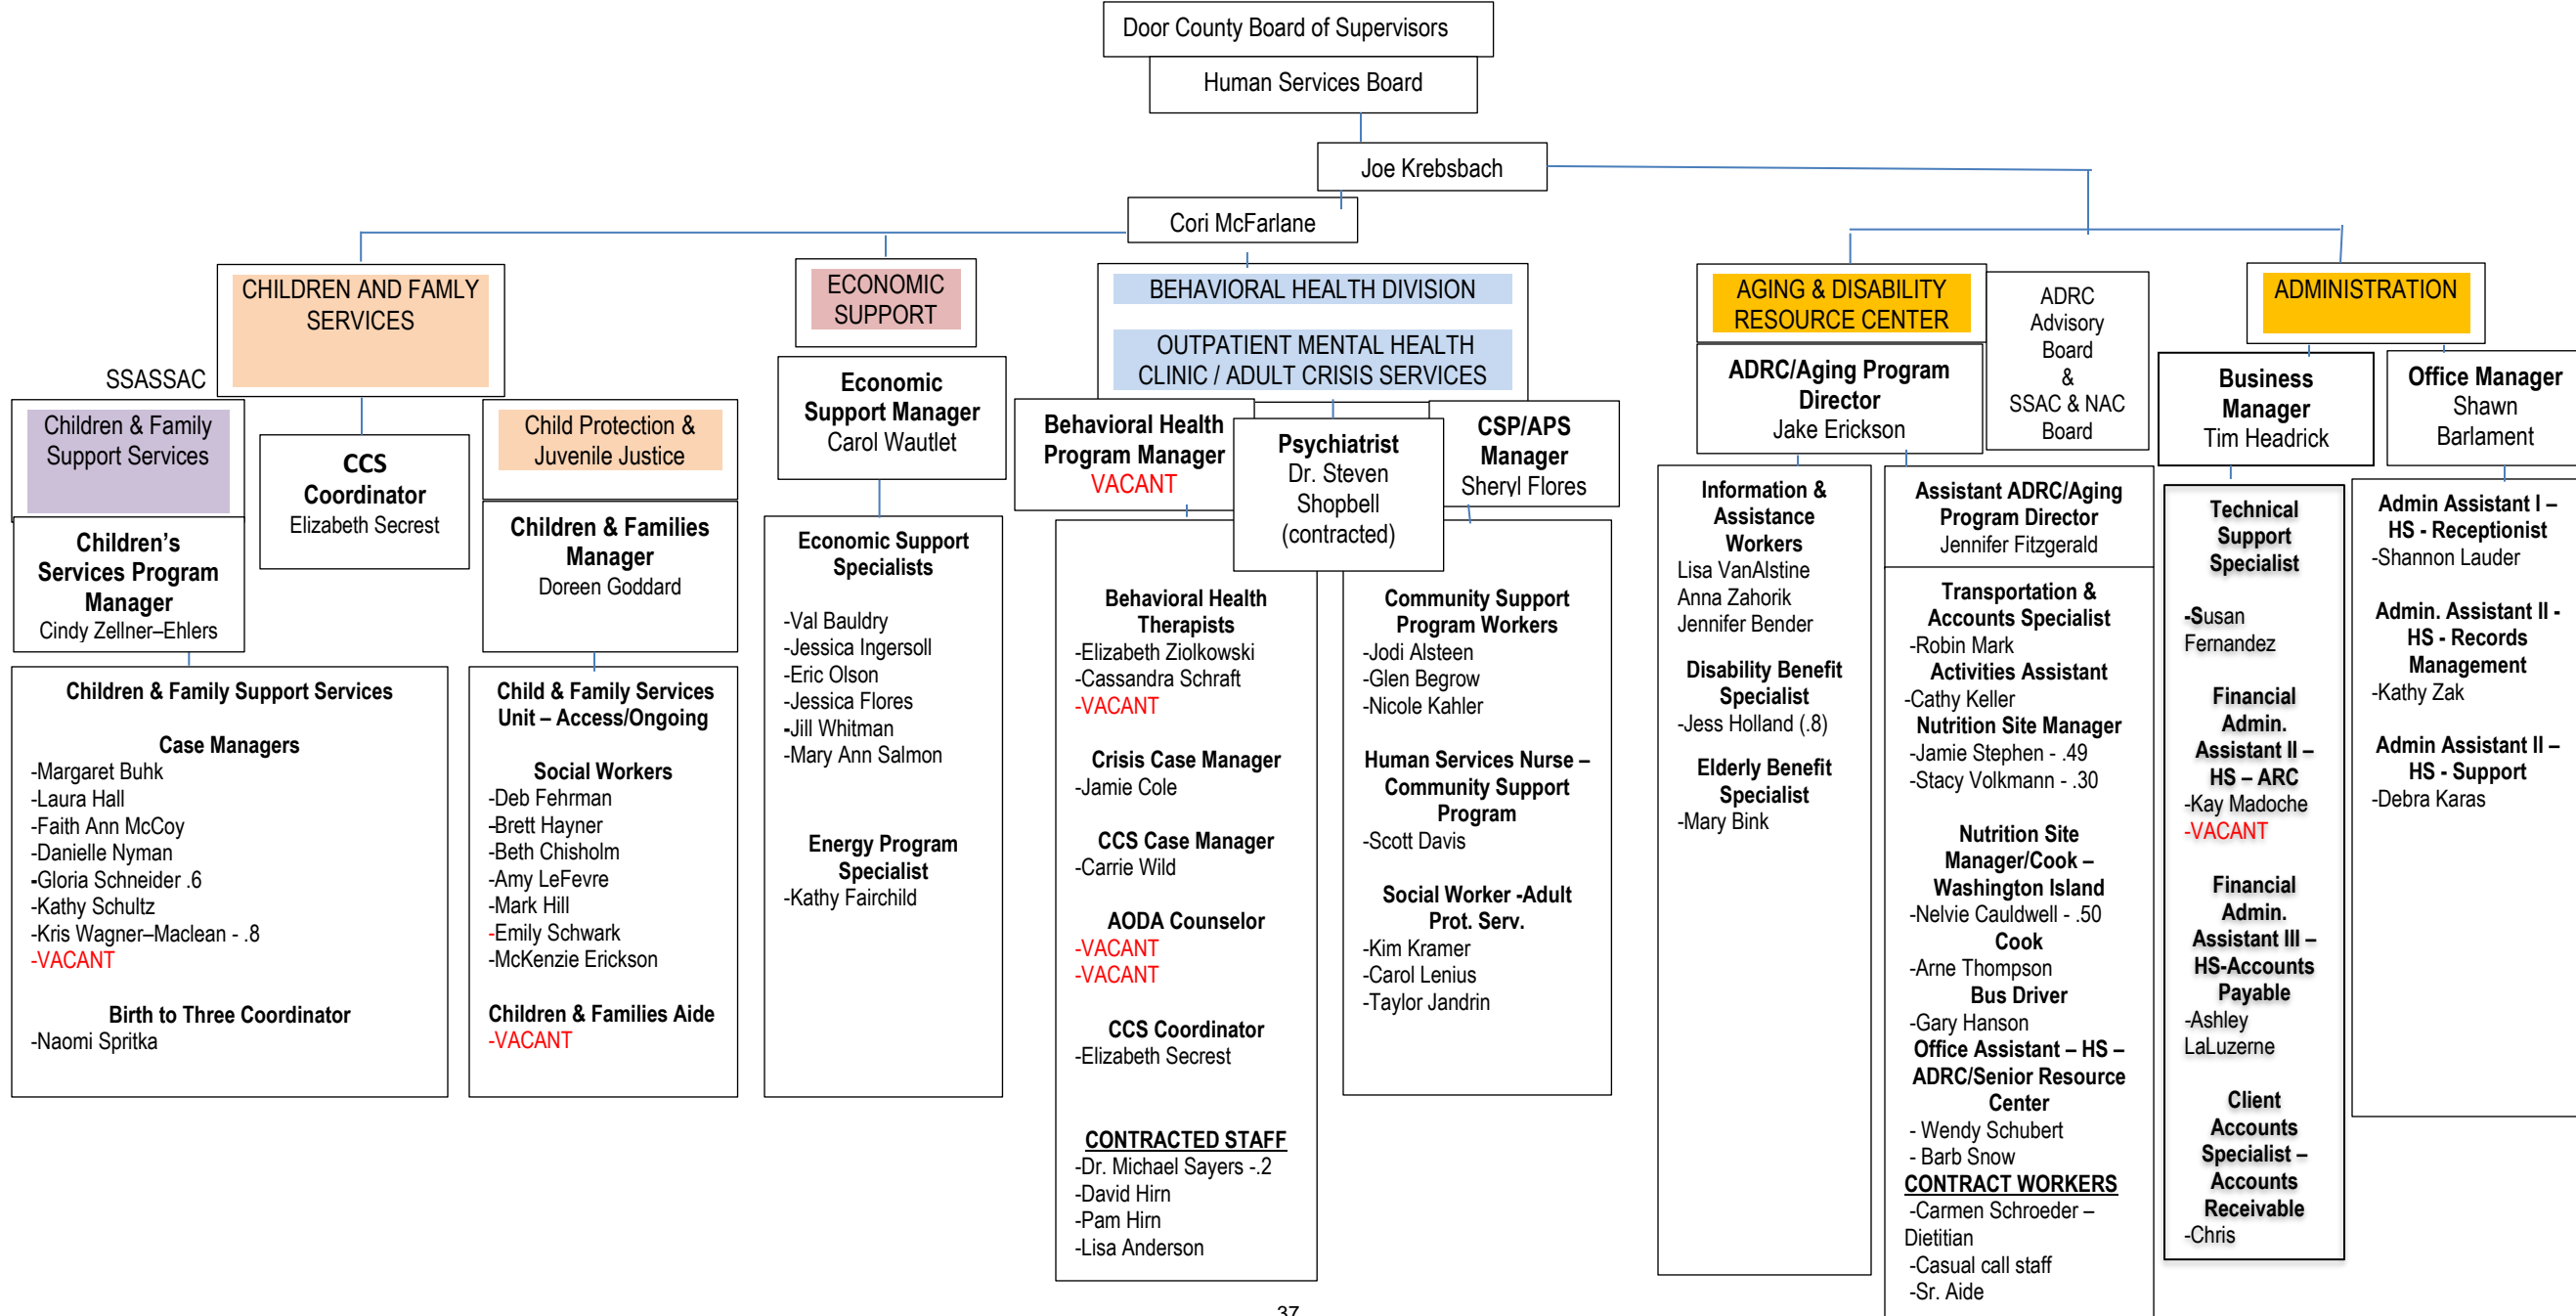 Door County Board of Supervisors
Human Services Board
Joe Krebsbach
Cori McFarlane
CHILDREN AND FAMLY
SERVICES
SSASSAC
Children & Family
Support Services
Children’s
Services Program
Manager
Cindy Zellner–Ehlers
Children & Family Support Services
Case Managers
-Margaret Buhk
-Laura Hall
-Faith Ann McCoy
-Danielle Nyman
-Gloria Schneider .6
-Kathy Schultz
-Kris Wagner–Maclean - .8
-VACANT
Birth to Three Coordinator
-Naomi Spritka
CCS
Coordinator
Elizabeth Secrest
Child Protection &
Juvenile Justice
Children & Families
Manager
Doreen Goddard
Child & Family Services
Unit – Access/Ongoing
Social Workers
-Deb Fehrman
-Brett Hayner
-Beth Chisholm
-Amy LeFevre
-Mark Hill
-Emily Schwark
-McKenzie Erickson
Children & Families Aide
-VACANT
ECONOMIC
SUPPORT
Economic
Support Manager
Carol Wautlet
Economic Support
Specialists
-Val Bauldry
-Jessica Ingersoll
-Eric Olson
-Jessica Flores
-Jill Whitman
-Mary Ann Salmon
Energy Program
Specialist
-Kathy Fairchild
BEHAVIORAL HEALTH DIVISION
OUTPATIENT MENTAL HEALTH
CLINIC / ADULT CRISIS SERVICES
Behavioral Health
Program Manager
VACANT
Psychiatrist
Dr. Steven
Shopbell
(contracted)
CSP/APS
Manager
Sheryl Flores
Behavioral Health
Therapists
-Elizabeth Ziolkowski
-Cassandra Schraft
-VACANT
Crisis Case Manager
-Jamie Cole
CCS Case Manager
-Carrie Wild
AODA Counselor
-VACANT
-VACANT
CCS Coordinator
-Elizabeth Secrest
CONTRACTED STAFF
-Dr. Michael Sayers -.2
-David Hirn
-Pam Hirn
-Lisa Anderson
Community Support
Program Workers
-Jodi Alsteen
-Glen Begrow
-Nicole Kahler
Human Services Nurse –
Community Support
Program
-Scott Davis
Social Worker -Adult
Prot. Serv.
-Kim Kramer
-Carol Lenius
-Taylor Jandrin
AGING & DISABILITY
RESOURCE CENTER
ADRC
Advisory
Board
&
SSAC & NAC
Board
ADRC/Aging Program
Director
Jake Erickson
Information &
Assistance
Workers
Lisa VanAlstine
Anna Zahorik
Jennifer Bender
Disability Benefit
Specialist
-Jess Holland (.8)
Elderly Benefit
Specialist
-Mary Bink
Assistant ADRC/Aging
Program Director
Jennifer Fitzgerald
Transportation &
Accounts Specialist
-Robin Mark
Activities Assistant
-Cathy Keller
Nutrition Site Manager
-Jamie Stephen - .49
-Stacy Volkmann - .30
Nutrition Site
Manager/Cook –
Washington Island
-Nelvie Cauldwell - .50
Cook
-Arne Thompson
Bus Driver
-Gary Hanson
Office Assistant – HS –
ADRC/Senior Resource
Center
- Wendy Schubert
- Barb Snow
CONTRACT WORKERS
-Carmen Schroeder –
Dietitian
-Casual call staff
-Sr. Aide
ADMINISTRATION
Business
Manager
Tim Headrick
Technical
Support
Specialist
-Susan
Fernandez
Financial
Admin.
Assistant II –
HS – ARC
-Kay Madoche
-VACANT
Financial
Admin.
Assistant III –
HS-Accounts
Payable
-Ashley
LaLuzerne
Client
Accounts
Specialist –
Accounts
Receivable
-Chris
Office Manager
Shawn
Barlament
Admin Assistant I –
HS - Receptionist
-Shannon Lauder
Admin. Assistant II -
HS - Records
Management
-Kathy Zak
Admin Assistant II –
HS - Support
-Debra Karas
37